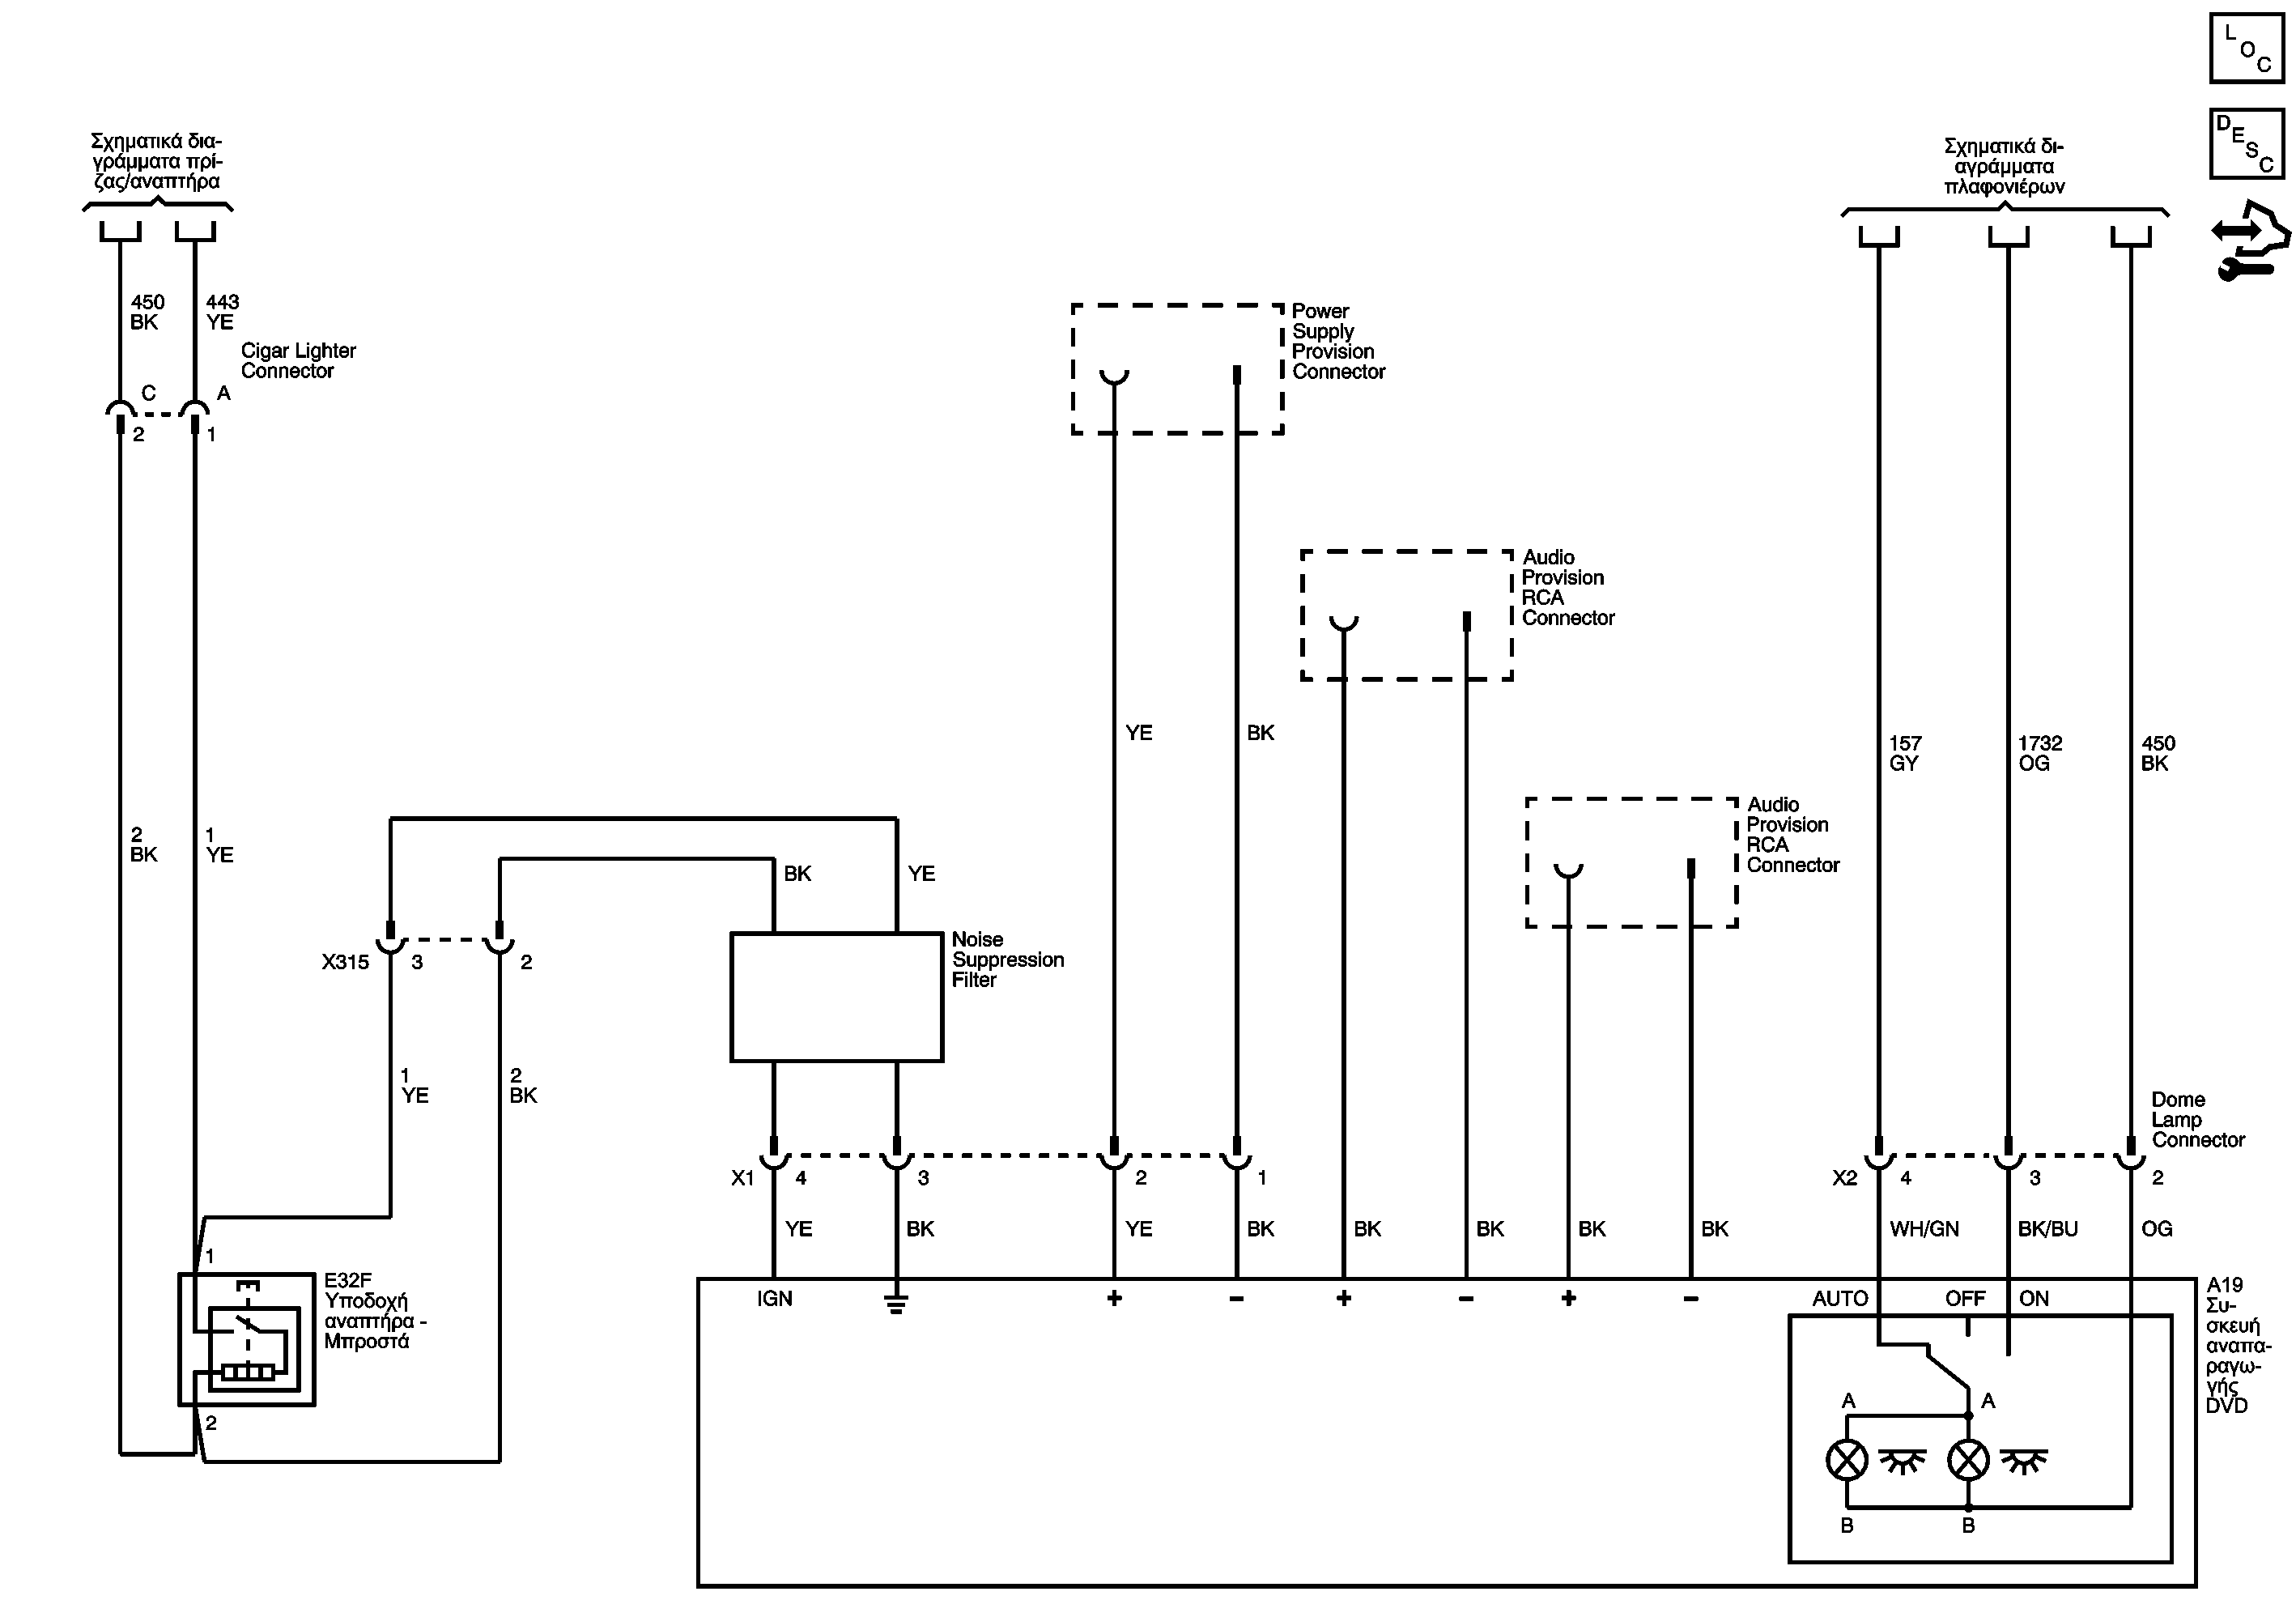 L
O
C
D
E
S
C
Σχηματικά δια-
γράμματα πρί-
ζας/αναπτήρα
Σχηματικά δι-
αγράμματα
πλαφονιέρων
450
BK
443
YE
Cigar Lighter
Connector
C
A
2
1
Power
Supply
Provision
Connector
Audio
Provision
RCA
Connector
YE
BK
157
GY
1732
OG
450
BK
Audio
Provision
RCA
Connector
2
BK
1
YE
BK
YE
X315
3
2
Noise
Suppression
Filter
1
YE
2
BK
Dome
Lamp
Connector
X1
4
3
2
1
X2
4
3
2
YE
BK
YE
BK
BK
BK
BK
BK
WH/GN
BK/BU
OG
1
E32F
Υποδοχή
αναπτήρα -
Μπροστά
2
IGN
+
-
+
-
+
-
AUTO
OFF
ON
A19
Συ-
σκευή
αναπα-
ραγω-
γής
DVD
A
A
B
B